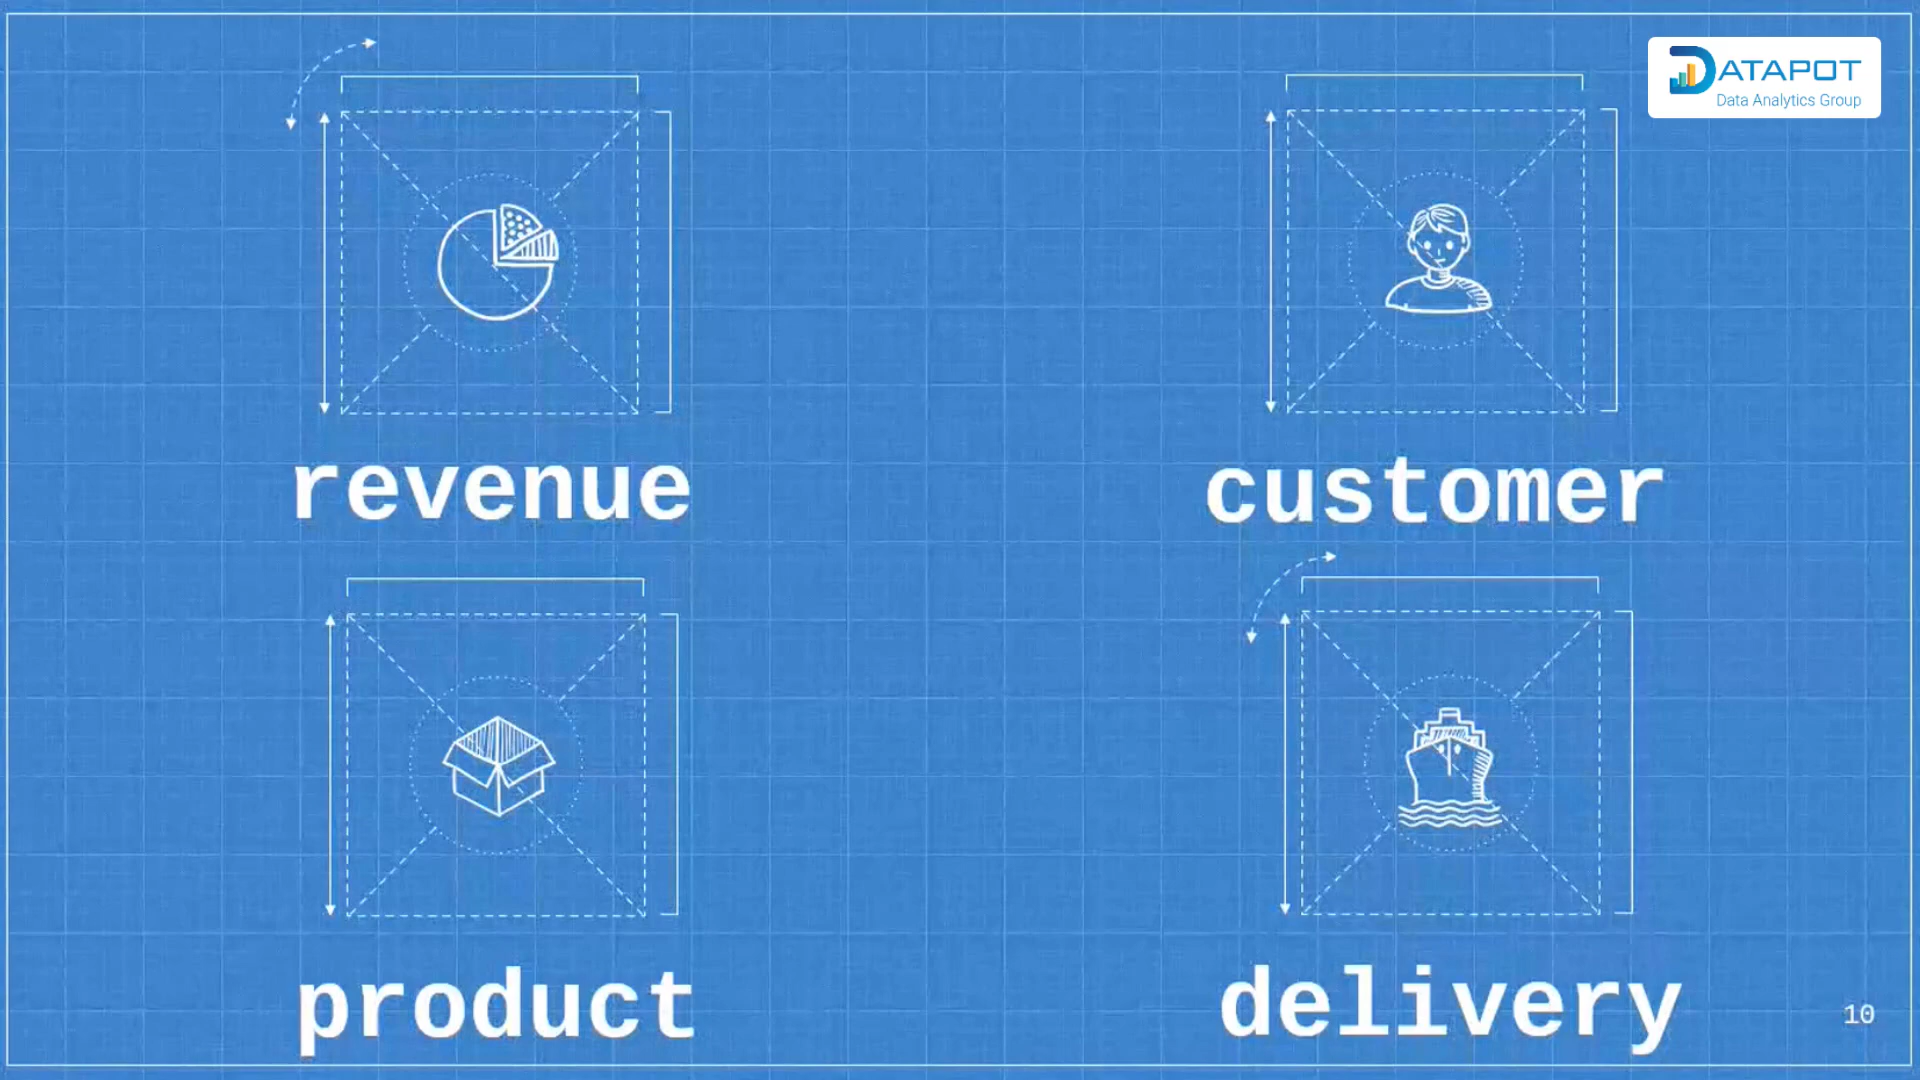 DATAPOT
Data Analytics Group
revenue
customer
product
delivery
10